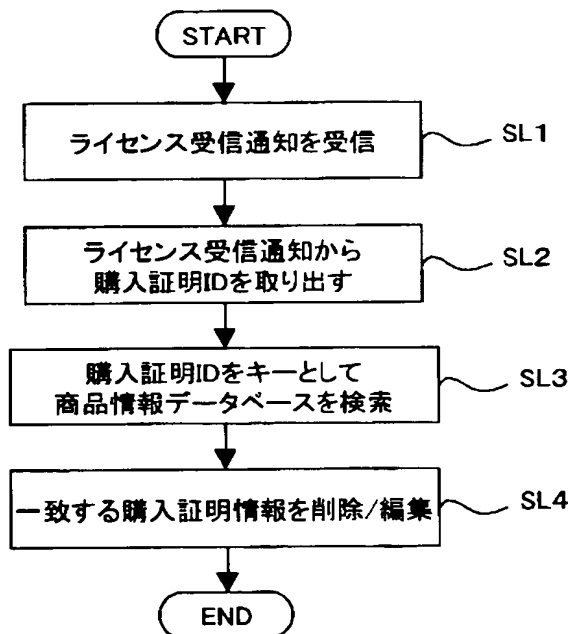 START
ライセンス受信通知を受信
SL1
ライセンス受信通知から
購入証明IDを取り出す
SL2
購入証明IDをキーとして
商品情報データベースを検索
SL3
一致する購入証明情報を削除/編集
SL4
END